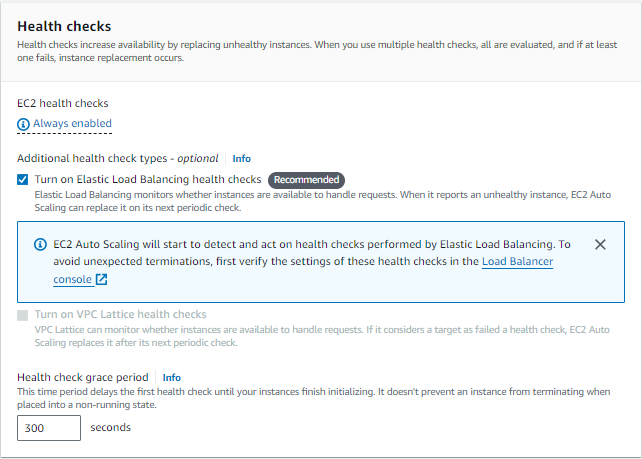 Health checks
Health checks increase availability by replacing unhealthy instances. When you use multiple health checks, all are evaluated, and if at least
one fails, instance replacement occurs.
EC2 health checks
Always enabled
Additional health check types - optional Info
Turn on Elastic Load Balancing health checks Recommended
Elastic Load Balancing monitors whether instances are available to handle requests. When it reports an unhealthy instance, EC2 Auto
Scaling can replace it on its next periodic check.
EC2 Auto Scaling will start to detect and act on health checks performed by Elastic Load Balancing. To
avoid unexpected terminations, first verify the settings of these health checks in the Load Balancer
console
Turn on VPC Lattice health checks
VPC Lattice can monitor whether instances are available to handle requests. If it considers a target as failed a health check, EC2 Auto
Scaling replaces it after its next periodic check.
Health check grace period Info
This time period delays the first health check until your instances finish initializing. It doesn't prevent an instance from terminating when
placed into a non-running state.
300 seconds